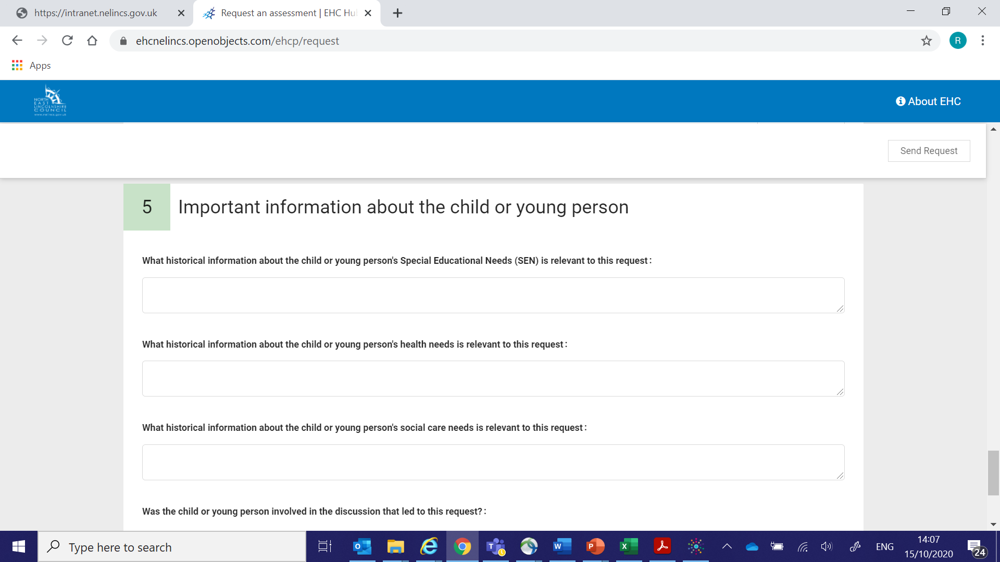 https://intranet.nelincs.gov.uk
Request an assessment | EHC Hu
ehcnelincs.openobjects.com/ehcp/request
R
Apps
NORTH
EAST
LINCOLNSHIRE
COUNCIL
www.nelincs.gov.uk
About EHC
Send Request
5
Important information about the child or young person
What historical information about the child or young person's Special Educational Needs (SEN) is relevant to this request:
What historical information about the child or young person's health needs is relevant to this request:
What historical information about the child or young person's social care needs is relevant to this request:
Was the child or young person involved in the discussion that led to this request?:
Type here to search
ENG
14:07
15/10/2020
24